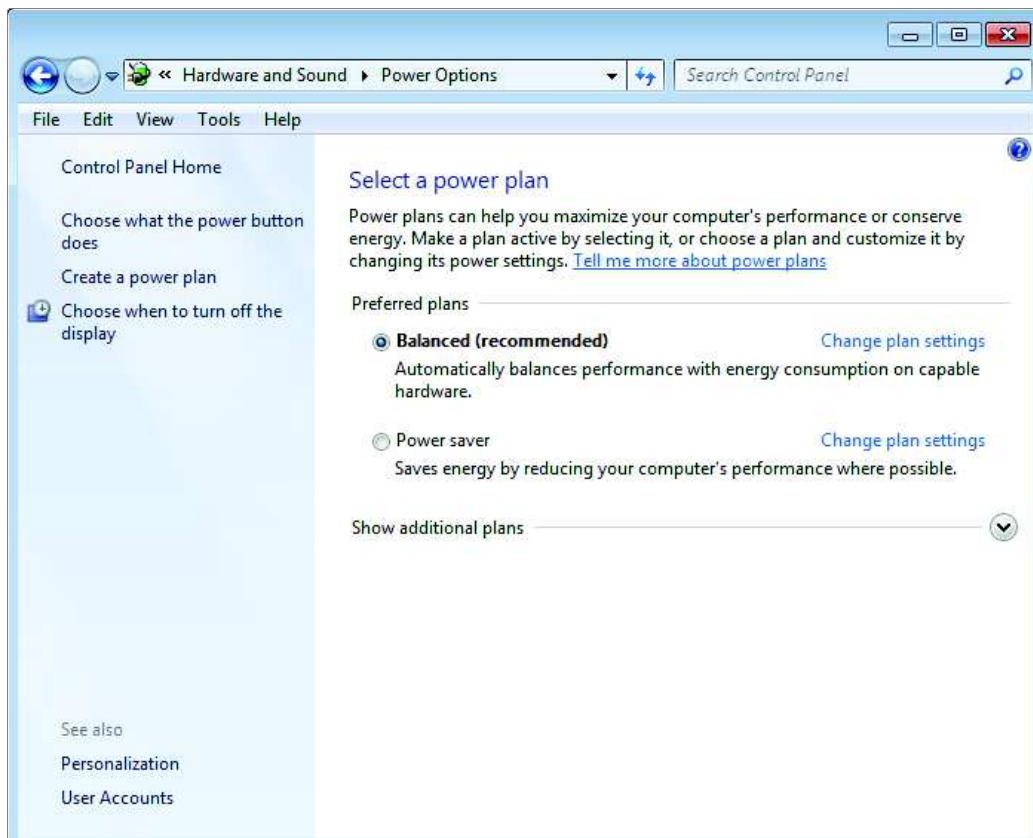 « Hardware and Sound ▸ Power Options
Search Control Panel
File Edit View Tools Help
Control Panel Home
Choose what the power button
does
Create a power plan
Choose when to turn off the
display
See also
Personalization
User Accounts
Select a power plan
Power plans can help you maximize your computer's performance or conserve
energy. Make a plan active by selecting it, or choose a plan and customize it by
changing its power settings. Tell me more about power plans
Preferred plans
Balanced (recommended) Change plan settings
Automatically balances performance with energy consumption on capable
hardware.
Power saver Change plan settings
Saves energy by reducing your computer's performance where possible.
Show additional plans